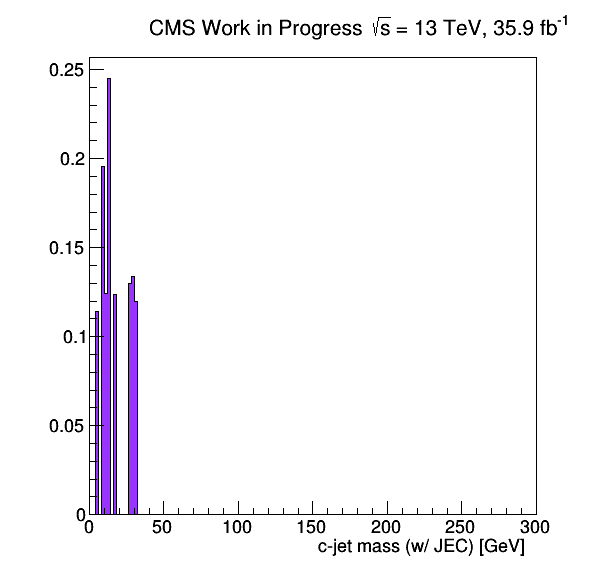 CMS Work in Progress √s = 13 TeV, 35.9 fb⁻¹
0.25
0.2
0.15
0.1
0.05
0
0 50 100 150 200 250 300
c-jet mass (w/ JEC) [GeV]